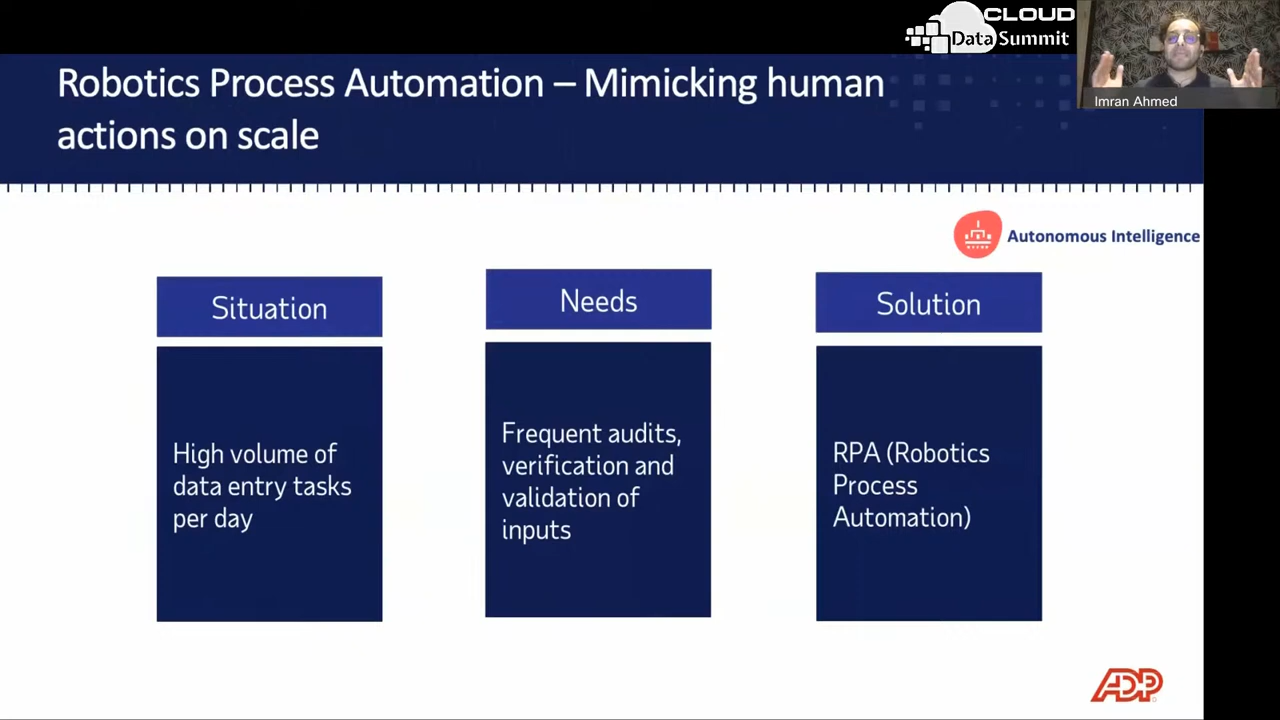 CLOUD
Data Summit
Imran Ahmed
Robotics Process Automation – Mimicking human
actions on scale
Autonomous Intelligence
Situation
High volume of
data entry tasks
per day
Needs
Frequent audits,
verification and
validation of
inputs
Solution
RPA (Robotics
Process
Automation)
ADP